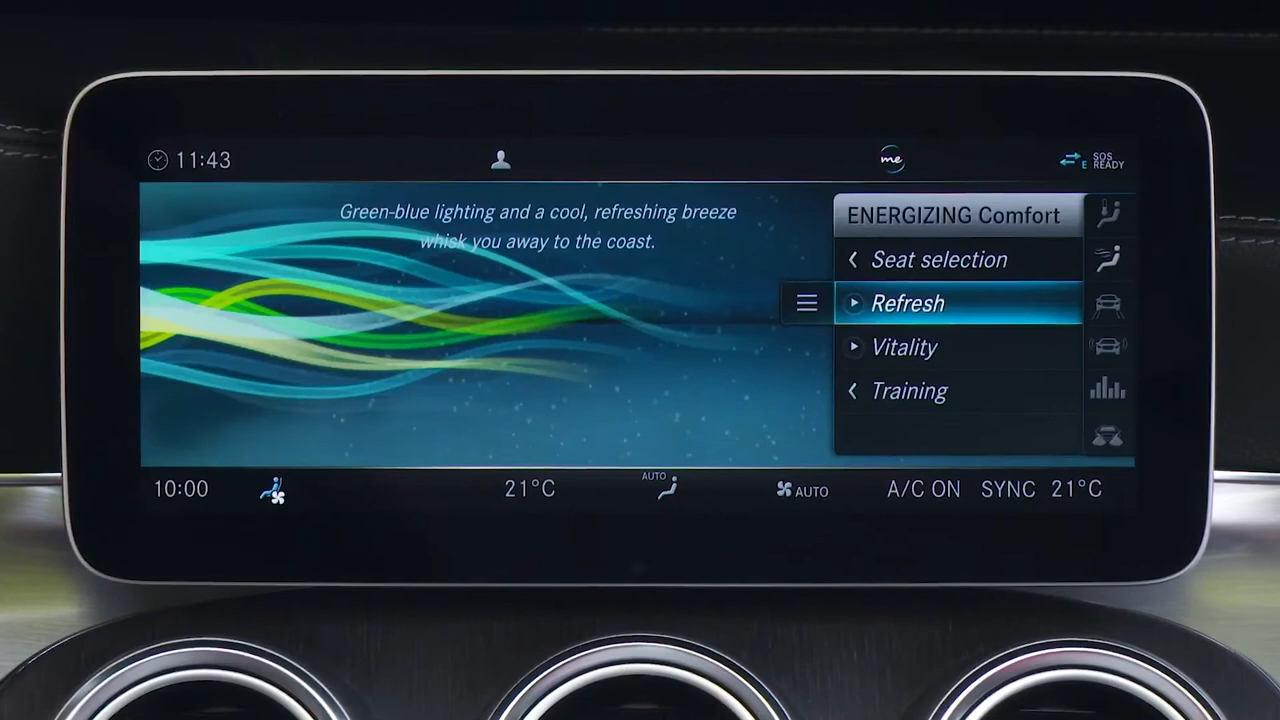 11:43
me
E
SOS
READY
Green-blue lighting and a cool, refreshing breeze
whisk you away to the coast.
ENERGIZING Comfort
Seat selection
Refresh
Vitality
Training
10:00
21°C
AUTO
AUTO
A/C ON
SYNC
21°C